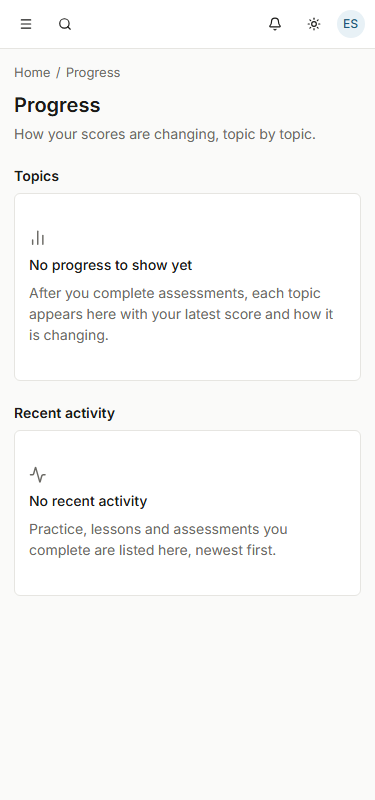 ES
Home / Progress
Progress
How your scores are changing, topic by topic.
Topics
No progress to show yet
After you complete assessments, each topic
appears here with your latest score and how it
is changing.
Recent activity
No recent activity
Practice, lessons and assessments you
complete are listed here, newest first.